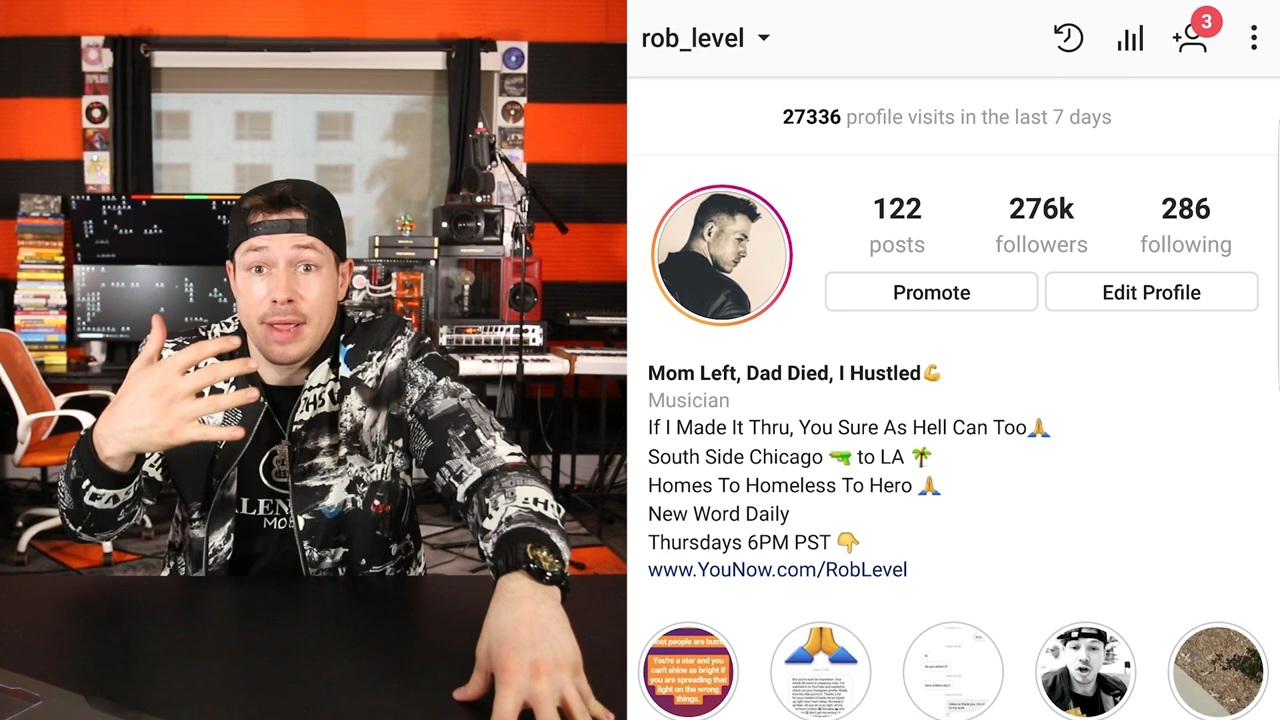 rob_level
3
27336 profile visits in the last 7 days
122
posts
276k
followers
286
following
Promote
Edit Profile
Mom Left, Dad Died, I Hustled💪
Musician
If I Made It Thru, You Sure As Hell Can Too🙏
South Side Chicago 🔫 to LA 🌴
Homes To Homeless To Hero 🙏
New Word Daily
Thursdays 6PM PST 👇
www.YouNow.com/RobLevel
You're a star and you
can't shine as bright if
you are spreading that
light on the wrong
things.